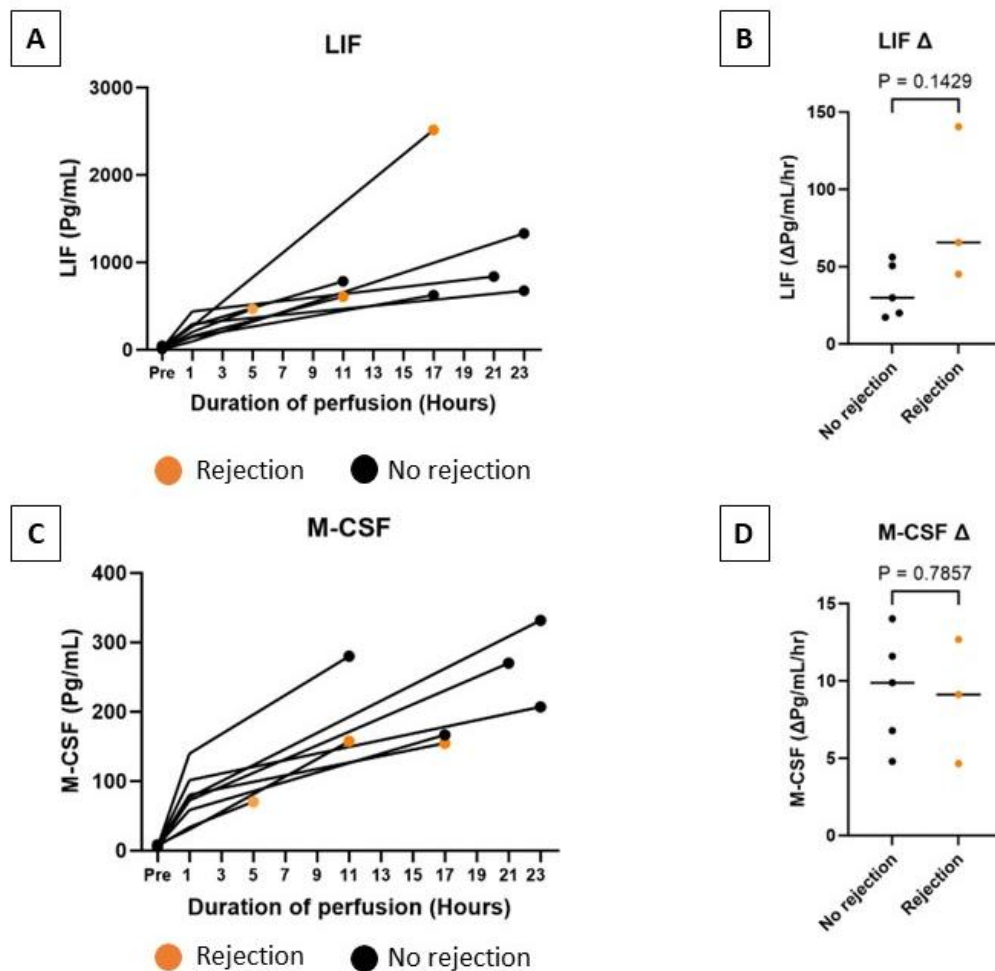 A
LIF
3000
2000
1000
0
LIF (Pg/mL)
Pre 1 3 5 7 9 11 13 15 17 19 21 23
Duration of perfusion (Hours)
Rejection No rejection
B
LIF Δ
P = 0.1429
150
100
50
0
LIF (ΔPg/mL/hr)
No rejection
Rejection
C
M-CSF
400
300
200
100
0
M-CSF (Pg/mL)
Pre 1 3 5 7 9 11 13 15 17 19 21 23
Duration of perfusion (Hours)
Rejection No rejection
D
M-CSF Δ
P = 0.7857
15
10
5
0
M-CSF (ΔPg/mL/hr)
No rejection
Rejection